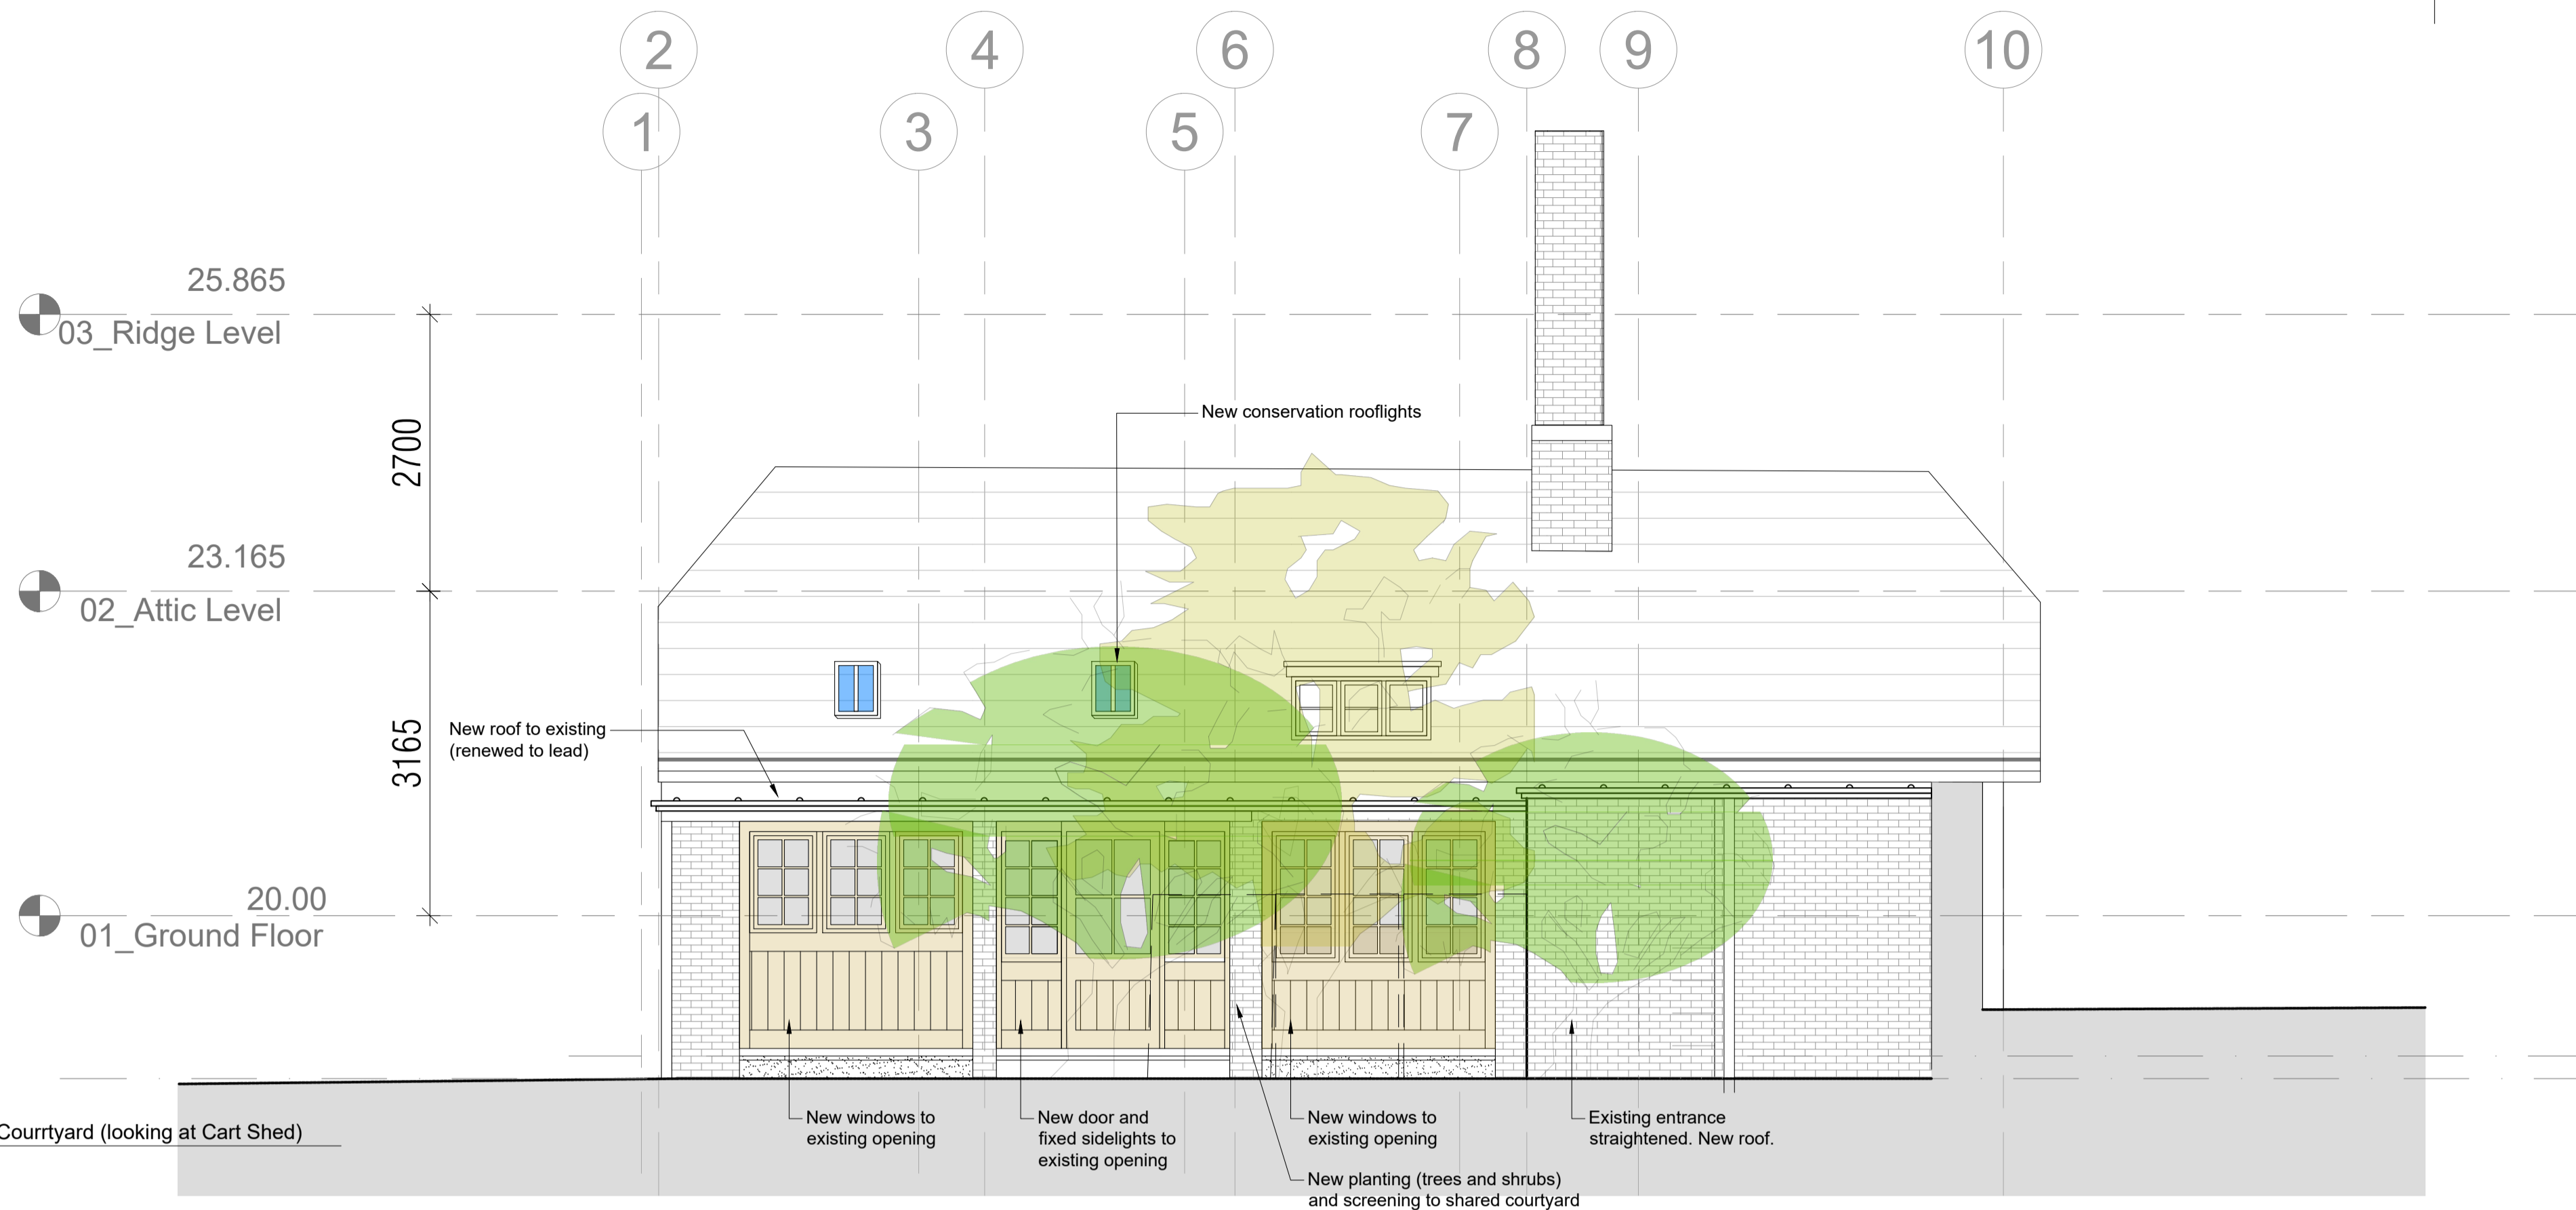 2
4
6
8
9
10
1
3
5
7
25.865
03_Ridge Level
2700
New conservation rooflights
23.165
02_Attic Level
3165
New roof to existing
(renewed to lead)
20.00
01_Ground Floor
Courrtyard (looking at Cart Shed)
New windows to
existing opening
New door and
fixed sidelights to
existing opening
New windows to
existing opening
Existing entrance
straightened. New roof.
New planting (trees and shrubs)
and screening to shared courtyard